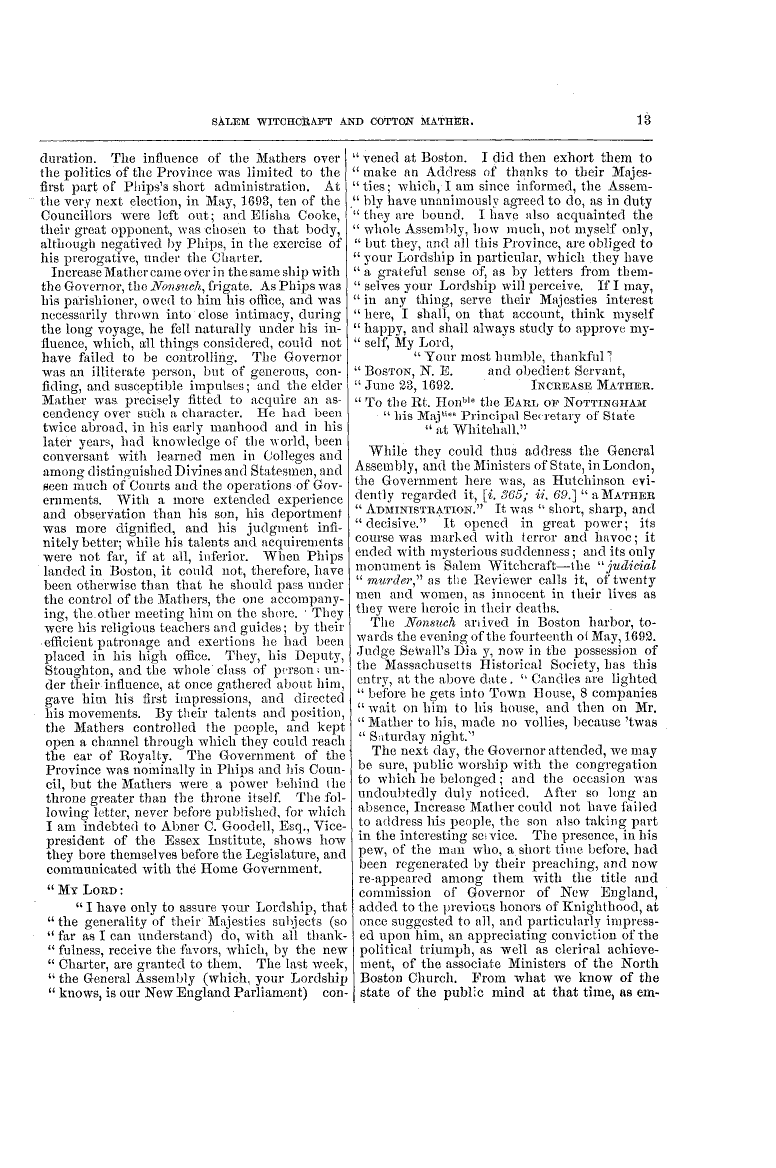 SALEM WITCHCRAFT AND COTTON MATHER. 13
duration. The influence of the Mathers over
the politics of the Province was limited to the
first part of Phips's short administration. At
the very next election, in May, 1693, ten of the
Councillors were left out; and Elisha Cooke,
their great opponent, was chosen to that body,
although negatived by Phips, in the exercise of
his prerogative, under the Charter.
Increase Mather came over in the same ship with
the Governor, the Nonsuch, frigate. As Phips was
his parishioner, owed to him his office, and was
necessarily thrown into close intimacy, during
the long voyage, he fell naturally under his in-
fluence, which, all things considered, could not
have failed to be controlling. The Governor
was an illiterate person, but of generous, con-
fiding, and susceptible impulses; and the elder
Mather was precisely fitted to acquire an as-
cendency over such a character. He had been
twice abroad, in his early manhood and in his
later years, had knowledge of the world, been
conversant with learned men in Colleges and
among distinguished Divines and Statesmen, and
seen much of Courts and the operations of Gov-
ernments. With a more extended experience
and observation than his son, his deportment
was more dignified, and his judgment infi-
nitely better; while his talents and acquirements
were not far, if at all, inferior. When Phips
landed in Boston, it could not, therefore, have
been otherwise than that he should pass under
the control of the Mathers, the one accompany-
ing, the other meeting him on the shore. They
were his religious teachers and guides; by their
efficient patronage and exertions he had been
placed in his high office. They, his Deputy,
Stoughton, and the whole class of persons un-
der their influence, at once gathered about him,
gave him his first impressions, and directed
his movements. By their talents and position,
the Mathers controlled the people, and kept
open a channel through which they could reach
the ear of Royalty. The Government of the
Province was nominally in Phips and his Coun-
cil, but the Mathers were a power behind the
throne greater than the throne itself. The fol-
lowing letter, never before published, for which
I am indebted to Abner C. Goodell, Esq., Vice-
president of the Essex Institute, shows how
they bore themselves before the Legislature, and
communicated with the Home Government.
"MY LORD:
"I have only to assure your Lordship, that
"the generality of their Majesties subjects (so
"far as I can understand) do, with all thank-
"fulness, receive the favors, which, by the new
"Charter, are granted to them. The last week,
"the General Assembly (which, your Lordship
"knows, is our New England Parliament) con-
"vened at Boston. I did then exhort them to
"make an Address of thanks to their Majes-
"ties; which, I am since informed, the Assem-
"bly have unanimously agreed to do, as in duty
"they are bound. I have also acquainted the
"whole Assembly, how much, not myself only,
"but they, and all this Province, are obliged to
"your Lordship in particular, which they have
"a grateful sense of, as by letters from them-
"selves your Lordship will perceive. If I may,
"in any thing, serve their Majesties interest
"here, I shall, on that account, think myself
"happy, and shall always study to approve my-
"self, My Lord,
"Your most humble, thankful
"BOSTON, N. E. and obedient Servant,
"June 23, 1692. INCREASE MATHER.
"To the Rt. Honble the EARL OF NOTTINGHAM
"his Majties Principal Secretary of State
"at Whitehall."
While they could thus address the General
Assembly, and the Ministers of State, in London,
the Government here was, as Hutchinson evi-
dently regarded it, [i. 365; ii. 69.] "a MATHER
"ADMINISTRATION." It was "short, sharp, and
"decisive." It opened in great power; its
course was marked with terror and havoc; it
ended with mysterious suddenness; and its only
monument is Salem Witchcraft—the "judicial
"murder," as the Reviewer calls it, of twenty
men and women, as innocent in their lives as
they were heroic in their deaths.
The Nonsuch arrived in Boston harbor, to-
wards the evening of the fourteenth of May, 1692.
Judge Sewall's Dia y, now in the possession of
the Massachusetts Historical Society, has this
entry, at the above date. "Candles are lighted
"before he gets into Town House, 8 companies
"wait on him to his house, and then on Mr.
"Mather to his, made no vollies, because 'twas
"Saturday night."
The next day, the Governor attended, we may
be sure, public worship with the congregation
to which he belonged; and the occasion was
undoubtedly duly noticed. After so long an
absence, Increase Mather could not have failed
to address his people, the son also taking part
in the interesting service. The presence, in his
pew, of the man who, a short time before, had
been regenerated by their preaching, and now
re-appeared among them with the title and
commission of Governor of New England,
added to the previous honors of Knighthood, at
once suggested to all, and particularly impress-
ed upon him, an appreciating conviction of the
political triumph, as well as clerical achieve-
ment, of the associate Ministers of the North
Boston Church. From what we know of the
state of the public mind at that time, as em-